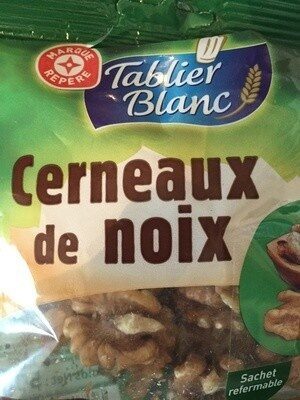 MARQUE
REPÈRE
Tablier
Blanc
Cerneaux
de noix
Sachet
refermable